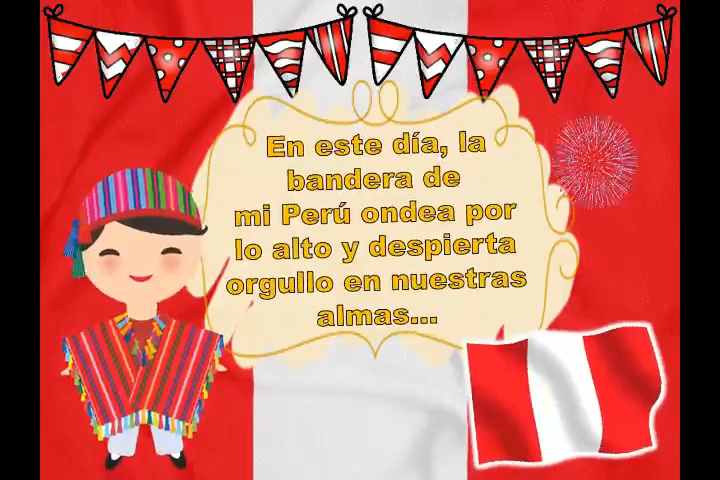 En este día, la
bandera de
mi Perú ondea por
lo alto y despierta
orgullo en nuestras
almas...